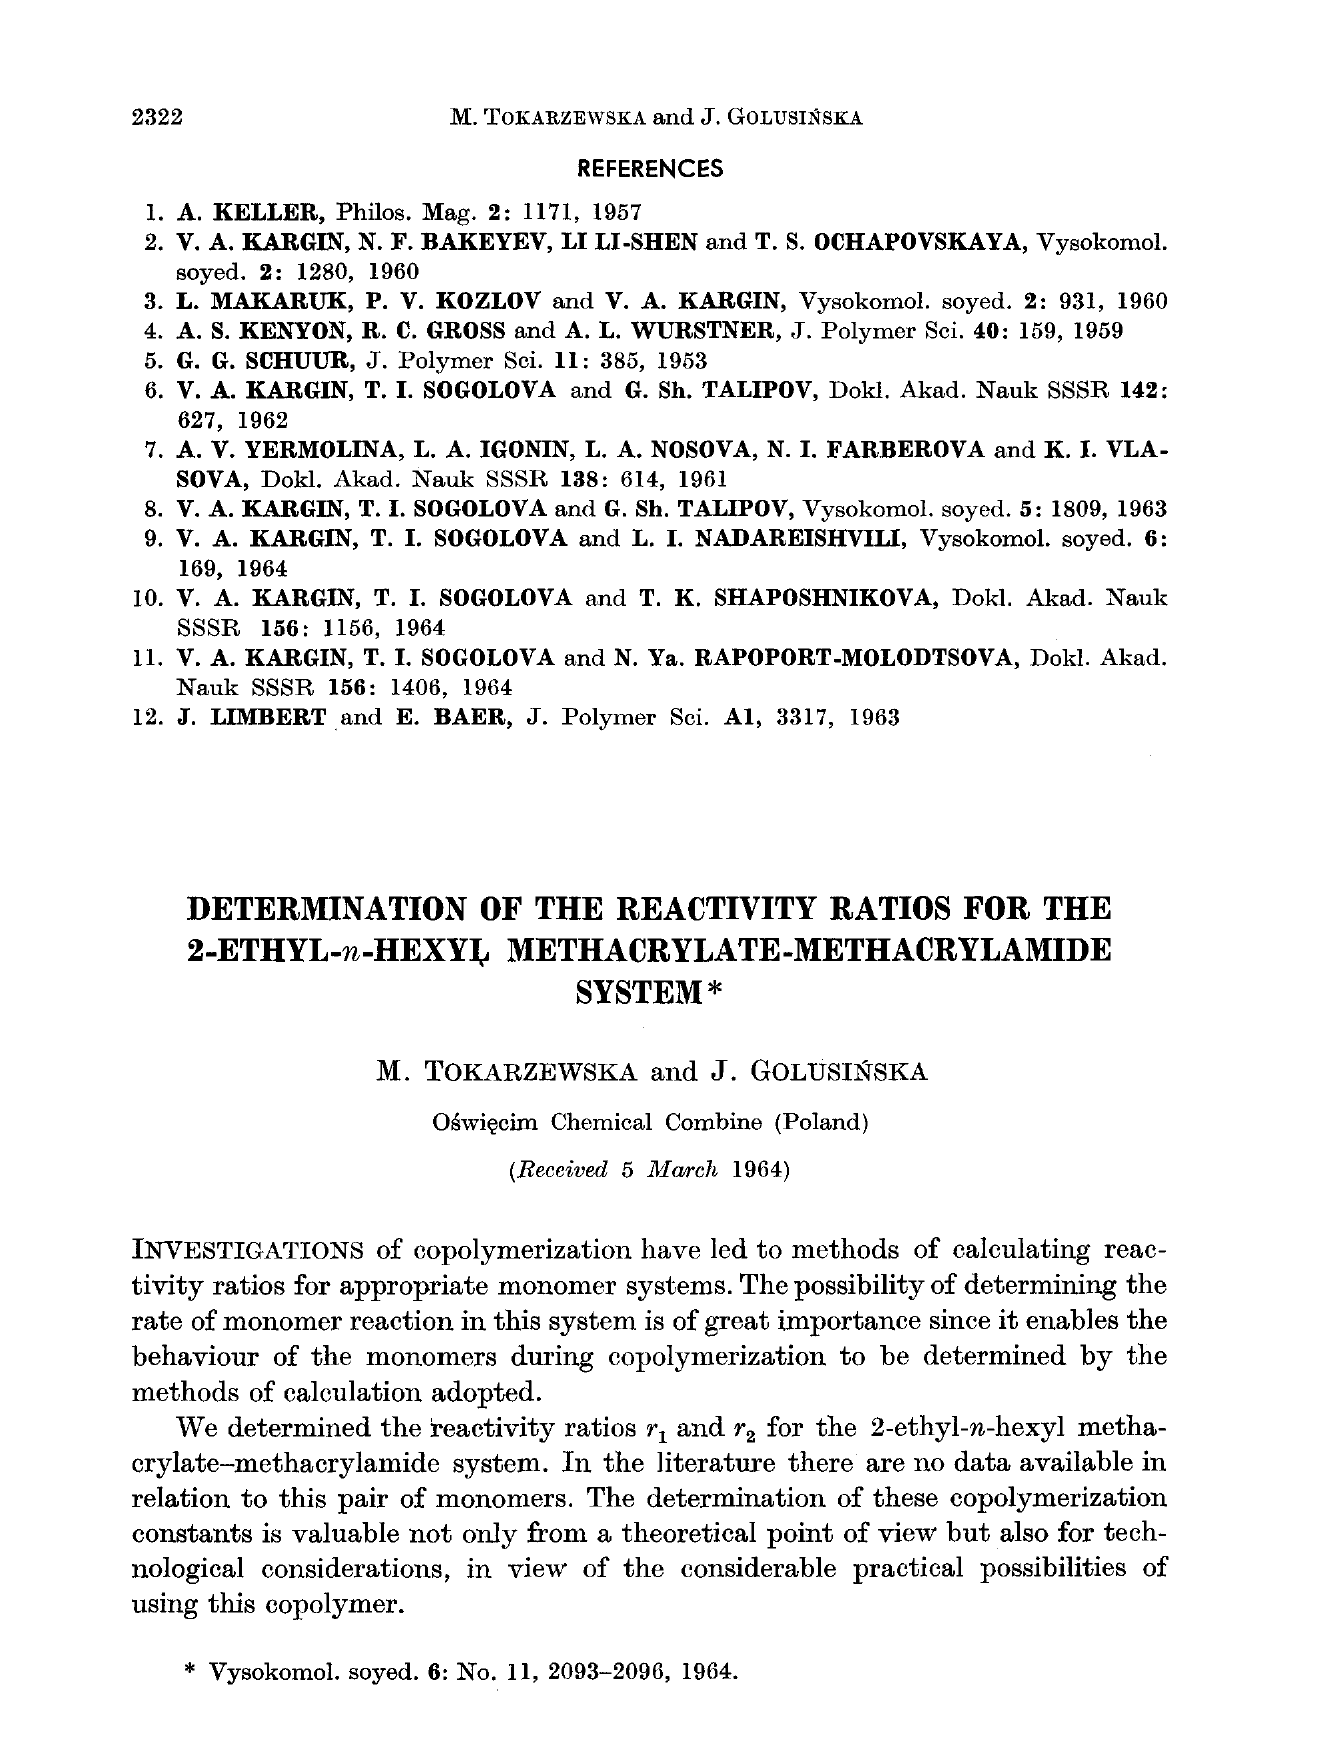 2322
M. TOKARZEWSKA and J. GOLUSIŃSKA
REFERENCES
1. A. KELLER, Philos. Mag. 2: 1171, 1957
2. V. A. KARGIN, N. F. BAKEYEV, LI LI-SHEN and T. S. OCHAPOVSKAYA, Vysokomol.
soyed. 2: 1280, 1960
3. L. MAKARUK, P. V. KOZLOV and V. A. KARGIN, Vysokomol. soyed. 2: 931, 1960
4. A. S. KENYON, R. C. GROSS and A. L. WURSTNER, J. Polymer Sci. 40: 159, 1959
5. G. G. SCHUUR, J. Polymer Sci. 11: 385, 1953
6. V. A. KARGIN, T. I. SOGOLOVA and G. Sh. TALIPOV, Dokl. Akad. Nauk SSSR 142:
627, 1962
7. A. V. YERMOLINA, L. A. IGONIN, L. A. NOSOVA, N. I. FARBEROVA and K. I. VLA-
SOVA, Dokl. Akad. Nauk SSSR 138: 614, 1961
8. V. A. KARGIN, T. I. SOGOLOVA and G. Sh. TALIPOV, Vysokomol. soyed. 5: 1809, 1963
9. V. A. KARGIN, T. I. SOGOLOVA and L. I. NADAREISHVILI, Vysokomol. soyed. 6:
169, 1964
10. V. A. KARGIN, T. I. SOGOLOVA and T. K. SHAPOSHNIKOVA, Dokl. Akad. Nauk
SSSR 156: 1156, 1964
11. V. A. KARGIN, T. I. SOGOLOVA and N. Ya. RAPOPORT-MOLODTSOVA, Dokl. Akad.
Nauk SSSR 156: 1406, 1964
12. J. LIMBERT and E. BAER, J. Polymer Sci. A1, 3317, 1963
DETERMINATION OF THE REACTIVITY RATIOS FOR THE
2-ETHYL-n-HEXYL METHACRYLATE-METHACRYLAMIDE
SYSTEM*
M. TOKARZEWSKA and J. GOLUSIŃSKA
Oświęcim Chemical Combine (Poland)
(Received 5 March 1964)
INVESTIGATIONS of copolymerization have led to methods of calculating reac-
tivity ratios for appropriate monomer systems. The possibility of determining the
rate of monomer reaction in this system is of great importance since it enables the
behaviour of the monomers during copolymerization to be determined by the
methods of calculation adopted.
We determined the reactivity ratios r₁ and r₂ for the 2-ethyl-n-hexyl metha-
crylate–methacrylamide system. In the literature there are no data available in
relation to this pair of monomers. The determination of these copolymerization
constants is valuable not only from a theoretical point of view but also for tech-
nological considerations, in view of the considerable practical possibilities of
using this copolymer.
* Vysokomol. soyed. 6: No. 11, 2093–2096, 1964.